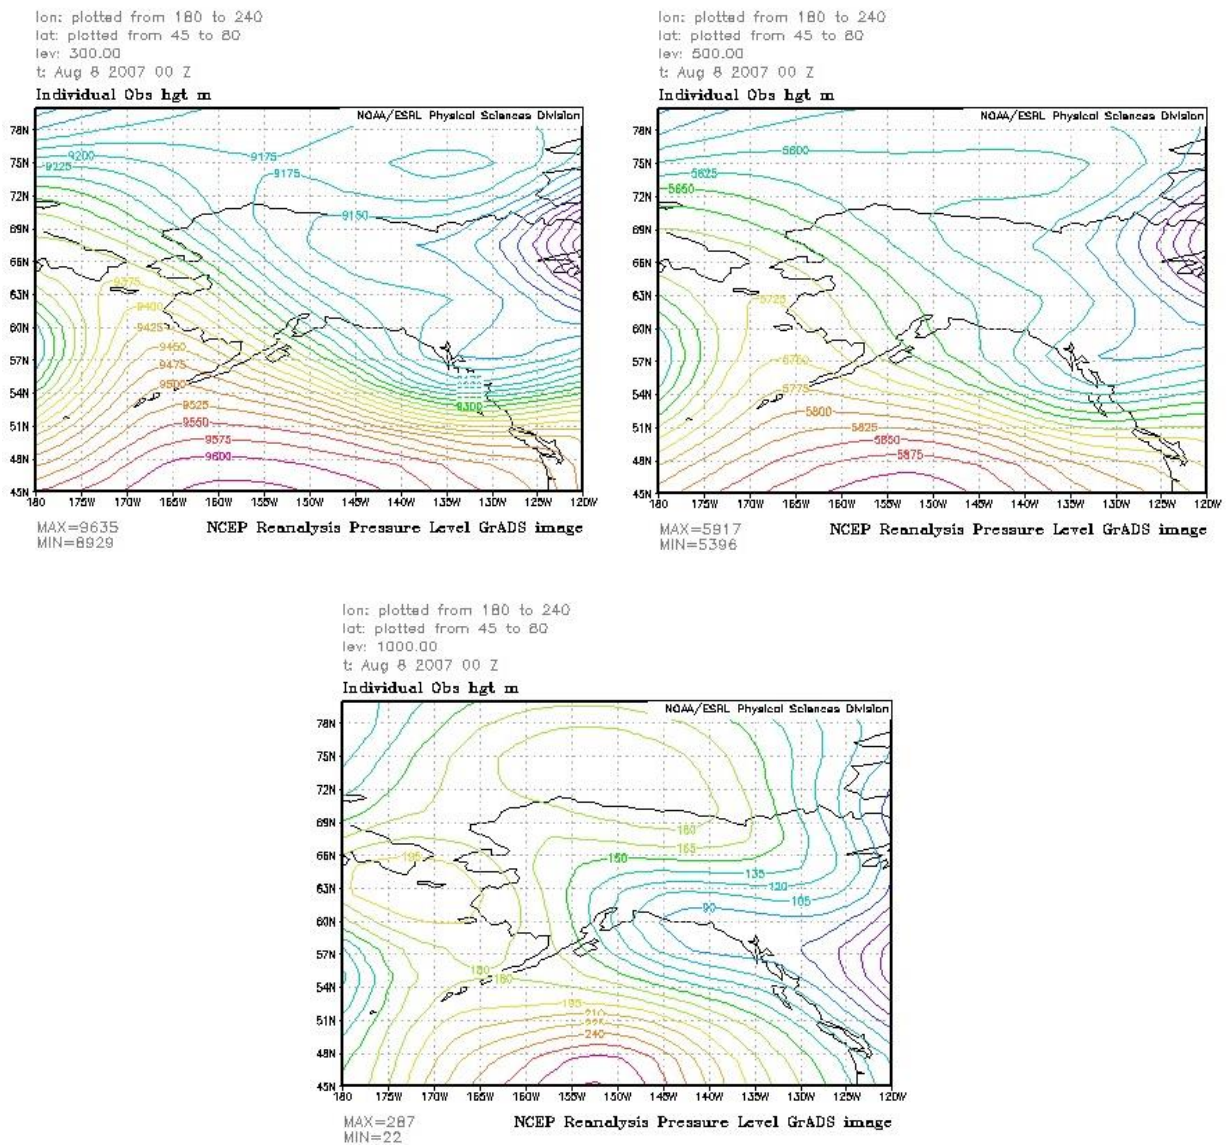 lon: plotted from 180 to 240
lat: plotted from 45 to 80
lev: 300.00
t: Aug 8 2007 00 Z
Individual Obs hgt m
NOAA/ESRL Physical Sciences Division
78N
75N
72N
69N
66N
63N
60N
57N
54N
51N
48N
45N
9200
9225
9175
9175
9150
9375
9400
9425
9450
9475
9500
9525
9550
9575
9600
9300
180 175W 170W 165W 160W 155W 150W 145W 140W 135W 130W 125W 120W
MAX=9635
MIN=8929
NCEP Reanalysis Pressure Level GrADS image
lon: plotted from 180 to 240
lat: plotted from 45 to 80
lev: 500.00
t: Aug 8 2007 00 Z
Individual Obs hgt m
NOAA/ESRL Physical Sciences Division
78N
75N
72N
69N
66N
63N
60N
57N
54N
51N
48N
45N
5600
5625
5650
5725
5750
5775
5800
5825
5850
5875
180 175W 170W 165W 160W 155W 150W 145W 140W 135W 130W 125W 120W
MAX=5917
MIN=5396
NCEP Reanalysis Pressure Level GrADS image
lon: plotted from 180 to 240
lat: plotted from 45 to 80
lev: 1000.00
t: Aug 8 2007 00 Z
Individual Obs hgt m
NOAA/ESRL Physical Sciences Division
78N
75N
72N
69N
66N
63N
60N
57N
54N
51N
48N
45N
180
165
150
135
120
105
90
195
180
180
195
210
225
240
180 175W 170W 165W 160W 155W 150W 145W 140W 135W 130W 125W 120W
MAX=287
MIN=22
NCEP Reanalysis Pressure Level GrADS image